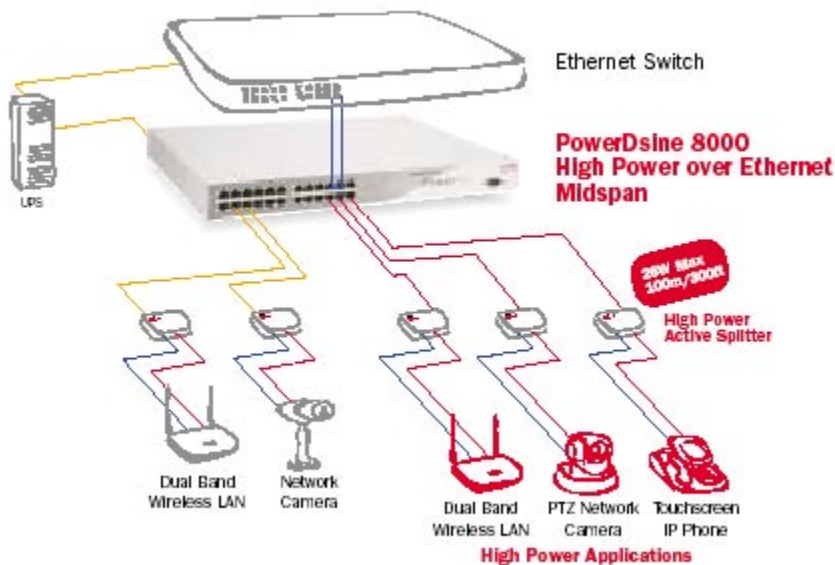 Ethernet Switch
PowerDsine 8000
High Power over Ethernet
Midspan
UPS
26W Max
100m/300ft
High Power
Active Splitter
Dual Band
Wireless LAN
Network
Camera
Dual Band
Wireless LAN
PTZ Network
Camera
Touchscreen
IP Phone
High Power Applications